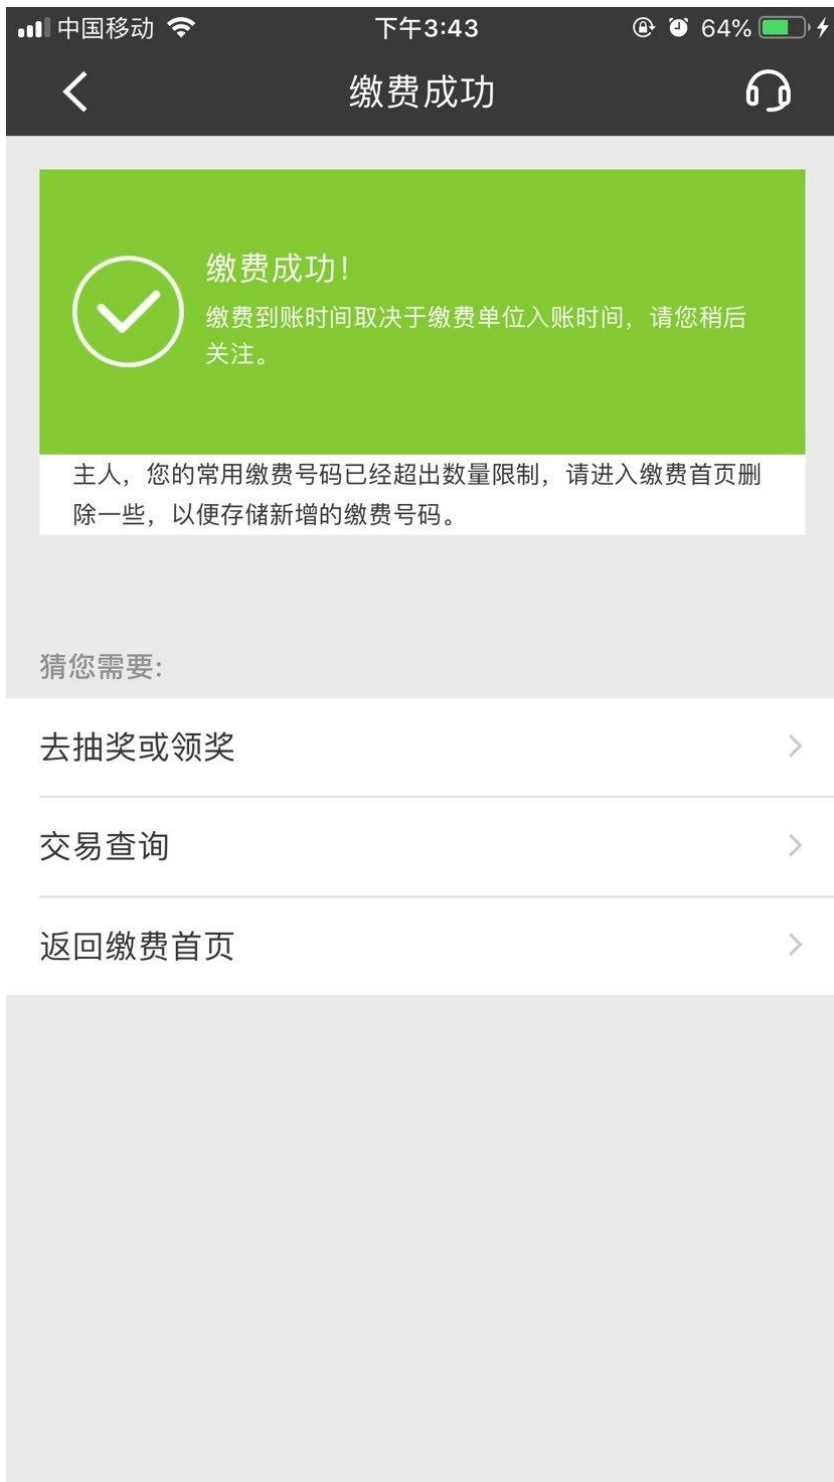 中国移动 下午3:43 64%
缴费成功
缴费成功!
缴费到账时间取决于缴费单位入账时间,请您稍后
关注。
主人,您的常用缴费号码已经超出数量限制,请进入缴费首页删
除一些,以便存储新增的缴费号码。
猜您需要:
去抽奖或领奖
交易查询
返回缴费首页